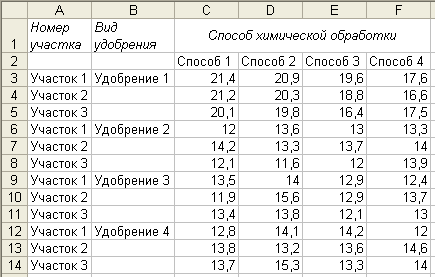 A B C D E F
1 Номер участка Вид удобрения Способ химической обработки
2 Способ 1 Способ 2 Способ 3 Способ 4
3 Участок 1 Удобрение 1 21,4 20,9 19,6 17,6
4 Участок 2 21,2 20,3 18,8 16,6
5 Участок 3 20,1 19,8 16,4 17,5
6 Участок 1 Удобрение 2 12 13,6 13 13,3
7 Участок 2 14,2 13,3 13,7 14
8 Участок 3 12,1 11,6 12 13,9
9 Участок 1 Удобрение 3 13,5 14 12,9 12,4
10 Участок 2 11,9 15,6 12,9 13,7
11 Участок 3 13,4 13,8 12,1 13
12 Участок 1 Удобрение 4 12,8 14,1 14,2 12
13 Участок 2 13,8 13,2 13,6 14,6
14 Участок 3 13,7 15,3 13,3 14